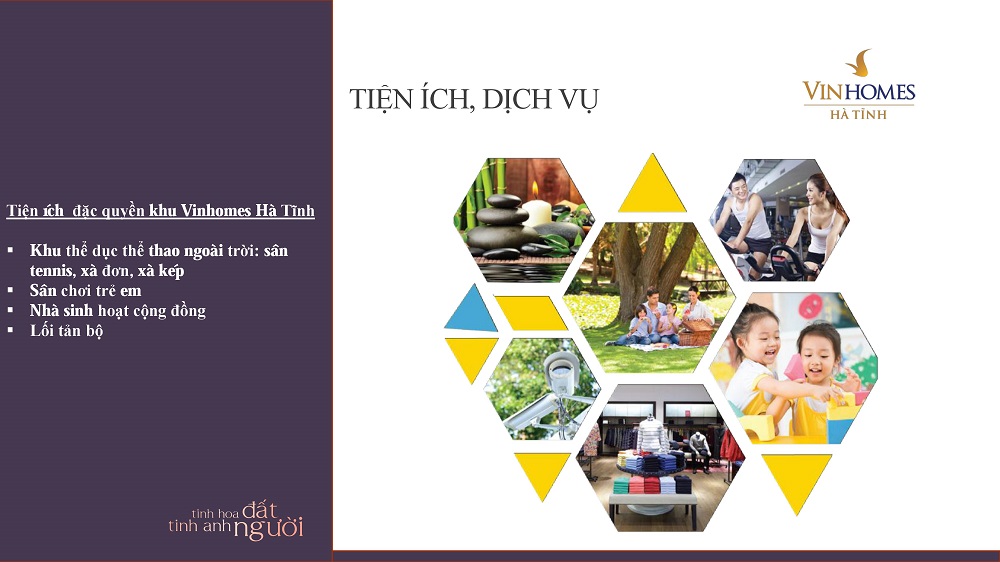 TIỆN ÍCH, DỊCH VỤ
VINHOMES
HÀ TĨNH
Tiện ích đặc quyền khu Vinhomes Hà Tĩnh
▪ Khu thể dục thể thao ngoài trời: sân
tennis, xà đơn, xà kép
▪ Sân chơi trẻ em
▪ Nhà sinh hoạt cộng đồng
▪ Lối tản bộ
tinh hoa đất
tinh anh người